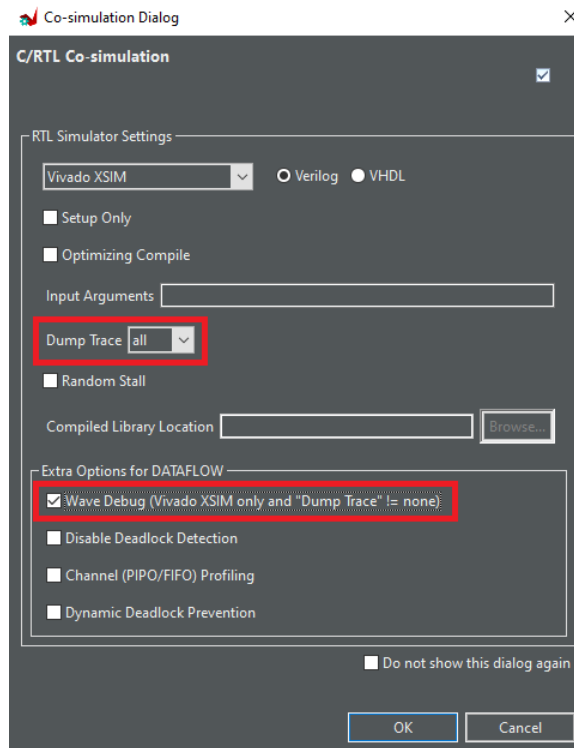 Co-simulation Dialog
C/RTL Co-simulation
RTL Simulator Settings
Vivado XSIM Verilog VHDL
Setup Only
Optimizing Compile
Input Arguments
Dump Trace all
Random Stall
Compiled Library Location Browse...
Extra Options for DATAFLOW
Wave Debug (Vivado XSIM only and "Dump Trace" != none)
Disable Deadlock Detection
Channel (PIPO/FIFO) Profiling
Dynamic Deadlock Prevention
Do not show this dialog again
OK Cancel